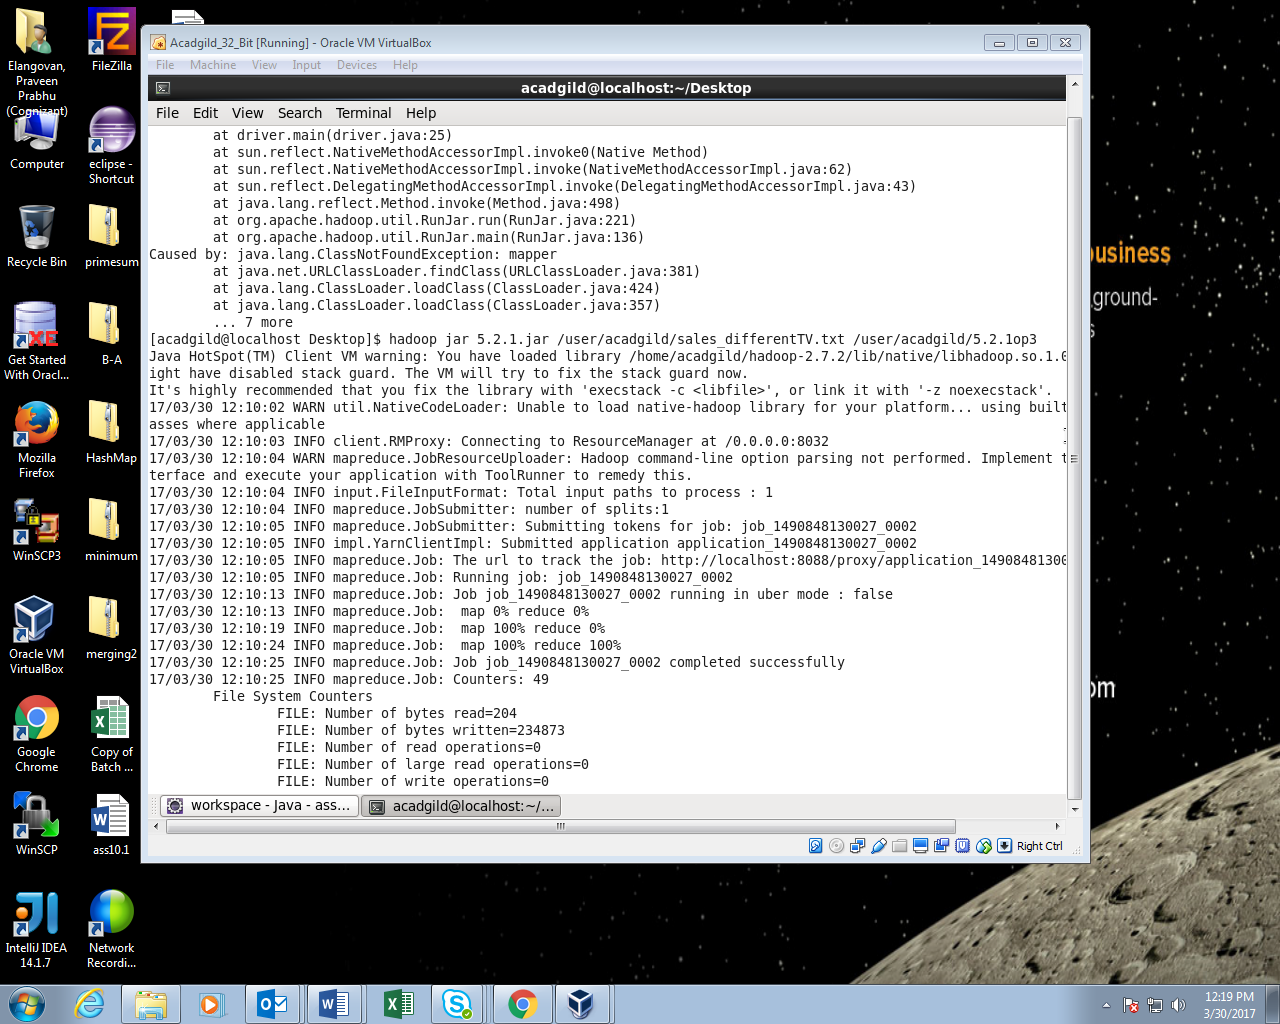 Elangovan,
Praveen
Prabhu
(Cognizant)
FileZilla
Computer
eclipse -
Shortcut
Recycle Bin
primesum
Get Started
With Oracl...
B-A
Mozilla
Firefox
HashMap
WinSCP3
minimum
Oracle VM
VirtualBox
merging2
Google
Chrome
Copy of
Batch ...
WinSCP
ass10.1
IntelliJ IDEA
14.1.7
Network
Recordi...
Acadgild_32_Bit [Running] - Oracle VM VirtualBox
File Machine View Input Devices Help
acadgild@localhost:~/Desktop
File Edit View Search Terminal Help
at driver.main(driver.java:25)
at sun.reflect.NativeMethodAccessorImpl.invoke0(Native Method)
at sun.reflect.NativeMethodAccessorImpl.invoke(NativeMethodAccessorImpl.java:62)
at sun.reflect.DelegatingMethodAccessorImpl.invoke(DelegatingMethodAccessorImpl.java:43)
at java.lang.reflect.Method.invoke(Method.java:498)
at org.apache.hadoop.util.RunJar.run(RunJar.java:221)
at org.apache.hadoop.util.RunJar.main(RunJar.java:136)
Caused by: java.lang.ClassNotFoundException: mapper
at java.net.URLClassLoader.findClass(URLClassLoader.java:381)
at java.lang.ClassLoader.loadClass(ClassLoader.java:424)
at java.lang.ClassLoader.loadClass(ClassLoader.java:357)
... 7 more
[acadgild@localhost Desktop]$ hadoop jar 5.2.1.jar /user/acadgild/sales_differentTV.txt /user/acadgild/5.2.1op3
Java HotSpot(TM) Client VM warning: You have loaded library /home/acadgild/hadoop-2.7.2/lib/native/libhadoop.so.1.0
ight have disabled stack guard. The VM will try to fix the stack guard now.
It's highly recommended that you fix the library with 'execstack -c <libfile>', or link it with '-z noexecstack'.
17/03/30 12:10:02 WARN util.NativeCodeLoader: Unable to load native-hadoop library for your platform... using built
asses where applicable
17/03/30 12:10:03 INFO client.RMProxy: Connecting to ResourceManager at /0.0.0.0:8032
17/03/30 12:10:04 WARN mapreduce.JobResourceUploader: Hadoop command-line option parsing not performed. Implement t
terface and execute your application with ToolRunner to remedy this.
17/03/30 12:10:04 INFO input.FileInputFormat: Total input paths to process : 1
17/03/30 12:10:04 INFO mapreduce.JobSubmitter: number of splits:1
17/03/30 12:10:05 INFO mapreduce.JobSubmitter: Submitting tokens for job: job_1490848130027_0002
17/03/30 12:10:05 INFO impl.YarnClientImpl: Submitted application application_1490848130027_0002
17/03/30 12:10:05 INFO mapreduce.Job: The url to track the job: http://localhost:8088/proxy/application_14908481300
17/03/30 12:10:05 INFO mapreduce.Job: Running job: job_1490848130027_0002
17/03/30 12:10:13 INFO mapreduce.Job: Job job_1490848130027_0002 running in uber mode : false
17/03/30 12:10:13 INFO mapreduce.Job:  map 0% reduce 0%
17/03/30 12:10:19 INFO mapreduce.Job:  map 100% reduce 0%
17/03/30 12:10:24 INFO mapreduce.Job:  map 100% reduce 100%
17/03/30 12:10:25 INFO mapreduce.Job: Job job_1490848130027_0002 completed successfully
17/03/30 12:10:25 INFO mapreduce.Job: Counters: 49
File System Counters
FILE: Number of bytes read=204
FILE: Number of bytes written=234873
FILE: Number of read operations=0
FILE: Number of large read operations=0
FILE: Number of write operations=0
workspace - Java - ass...
acadgild@localhost:~/...
Right Ctrl
business
ground-
s
om
12:19 PM
3/30/2017